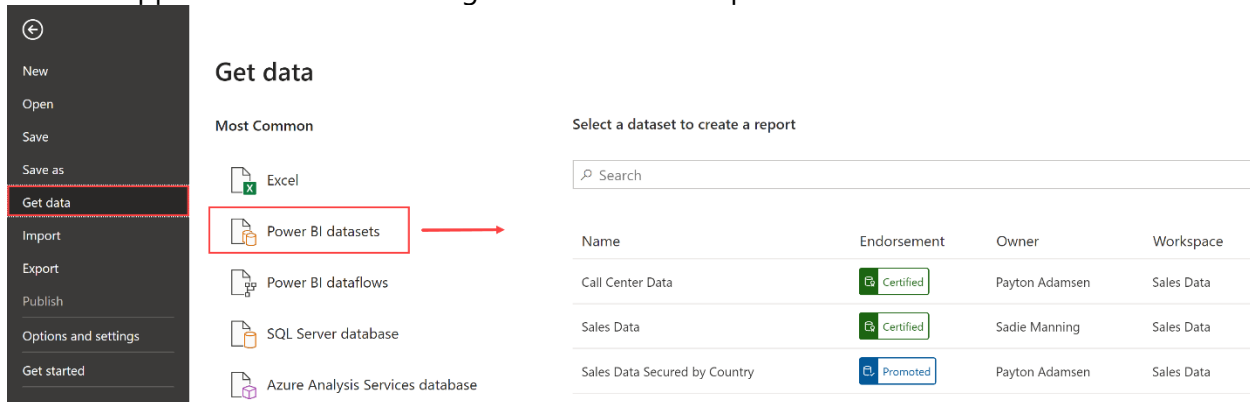 New
Open
Save
Save as
Get data
Import
Export
Publish
Options and settings
Get started
Get data
Most Common
Excel
Power BI datasets
Power BI dataflows
SQL Server database
Azure Analysis Services database
Select a dataset to create a report
Search
Name Endorsement Owner Workspace
Call Center Data Certified Payton Adamsen Sales Data
Sales Data Certified Sadie Manning Sales Data
Sales Data Secured by Country Promoted Payton Adamsen Sales Data